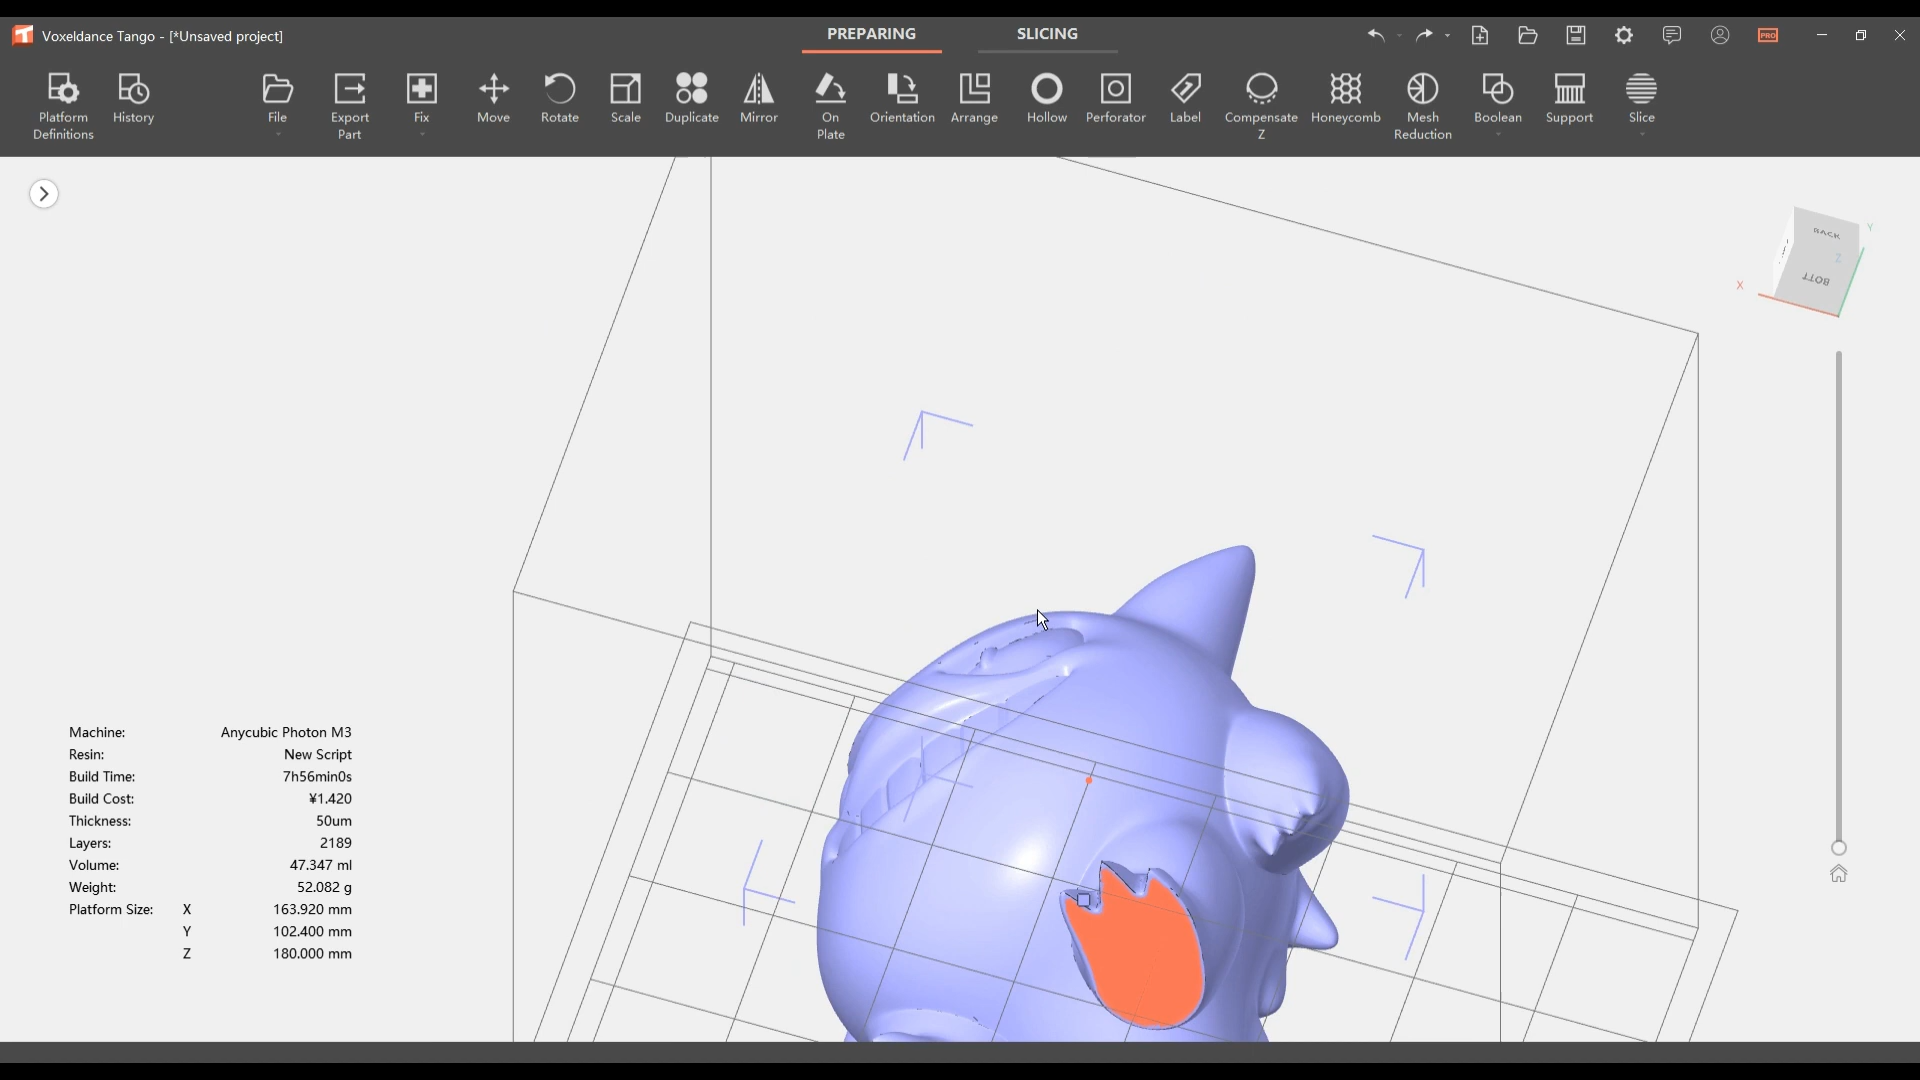 Voxeldance Tango - [*Unsaved project]
PREPARING
SLICING
PRO
Platform
Definitions
History
File
Export
Part
Fix
Move
Rotate
Scale
Duplicate
Mirror
On
Plate
Orientation
Arrange
Hollow
Perforator
Label
Compensate
Z
Honeycomb
Mesh
Reduction
Boolean
Support
Slice
BACK
BOTT
X
Y
Z
Machine: Anycubic Photon M3
Resin: New Script
Build Time: 7h56min0s
Build Cost: ¥1.420
Thickness: 50um
Layers: 2189
Volume: 47.347 ml
Weight: 52.082 g
Platform Size: X 163.920 mm
Y 102.400 mm
Z 180.000 mm